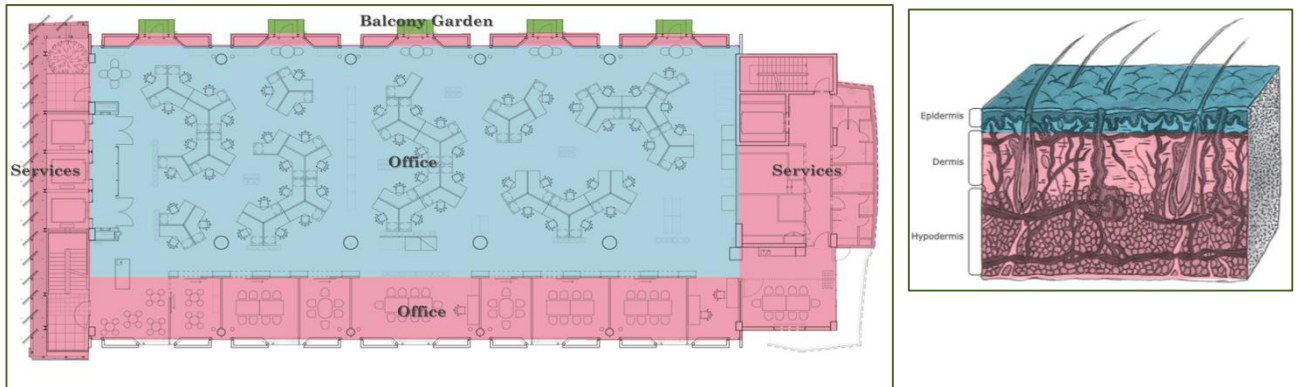 Balcony Garden
Services
Office
Services
Office
Epidermis
Dermis
Hypodermis